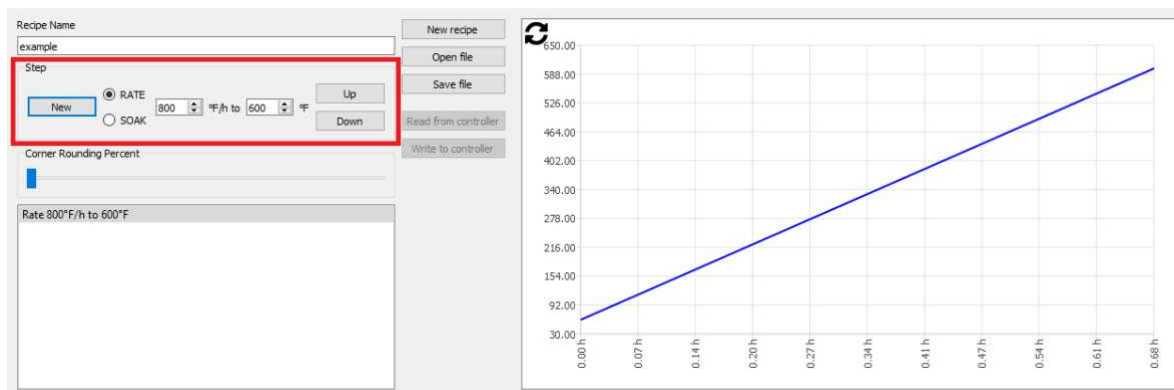 Recipe Name
example
Step
New
RATE
SOAK
800 °F/h to 600 °F
Up
Down
Corner Rounding Percent
Rate 800°F/h to 600°F
New recipe
Open file
Save file
Read from controller
Write to controller
650.00
588.00
526.00
464.00
402.00
340.00
278.00
216.00
154.00
92.00
30.00
0.00 h
0.07 h
0.14 h
0.20 h
0.27 h
0.34 h
0.41 h
0.47 h
0.54 h
0.61 h
0.68 h